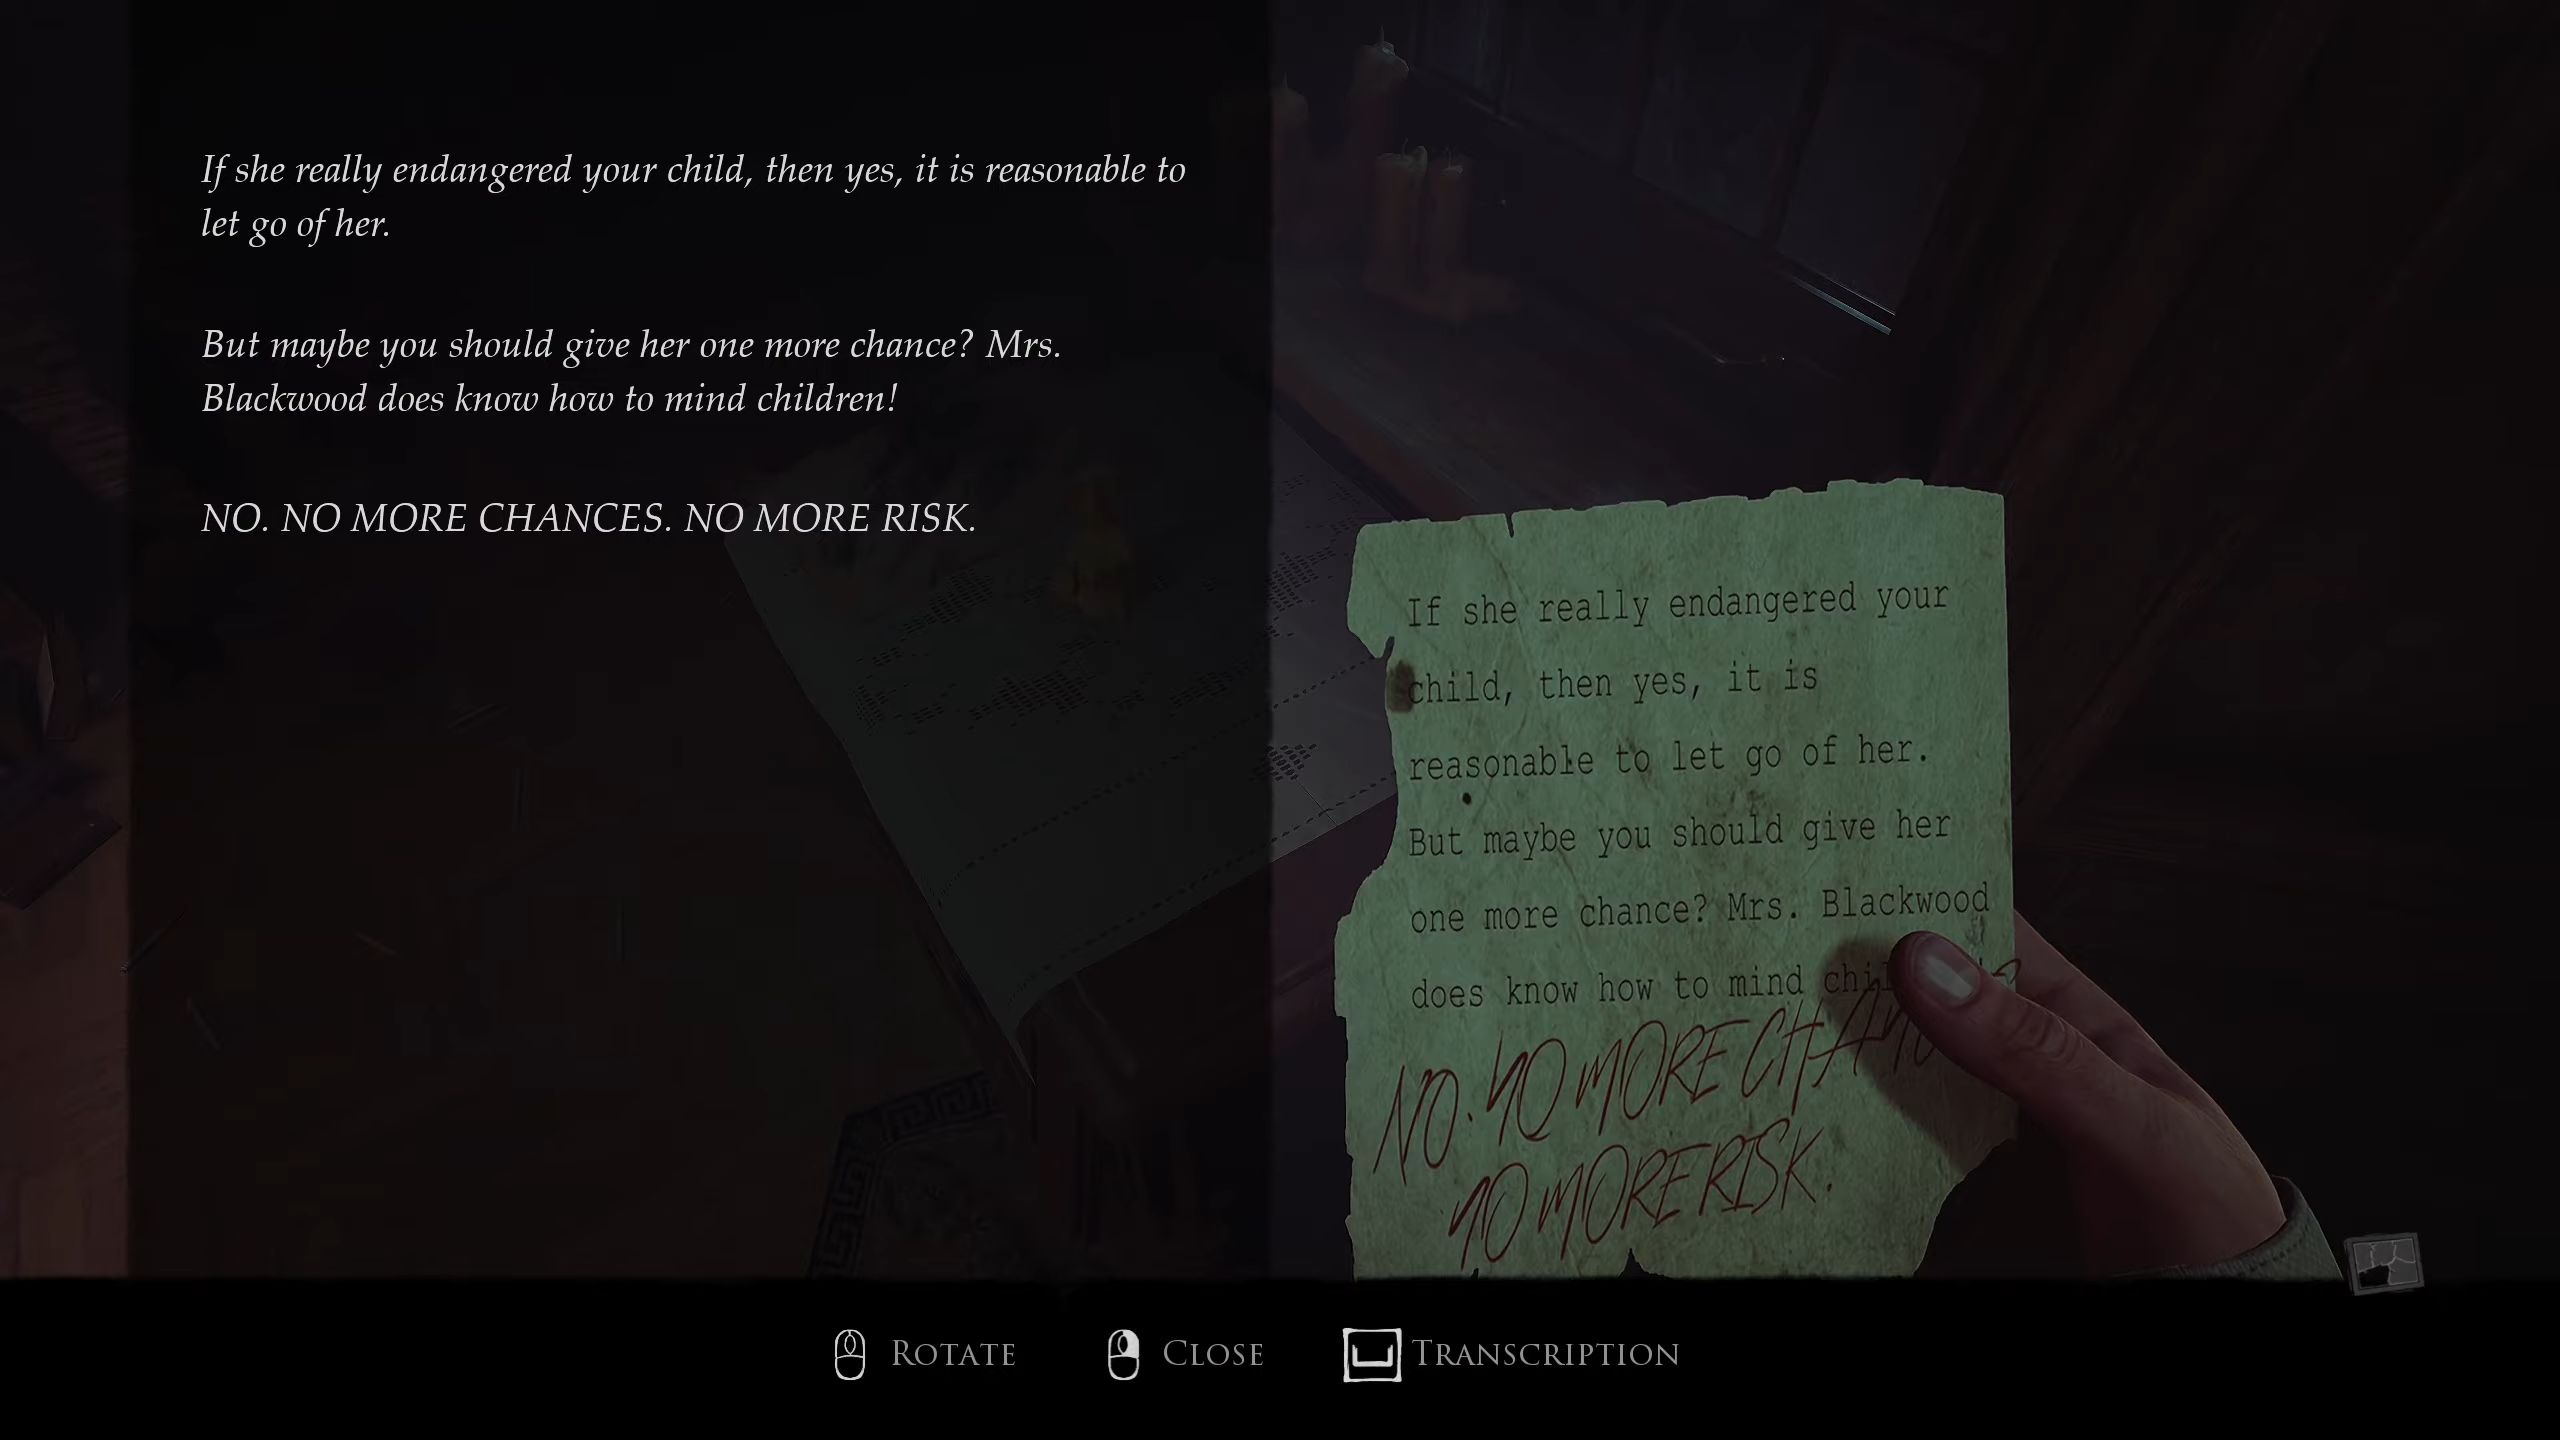 If she really endangered your child, then yes, it is reasonable to
let go of her.
But maybe you should give her one more chance? Mrs.
Blackwood does know how to mind children!
NO. NO MORE CHANCES. NO MORE RISK.
If she really endangered your
child, then yes, it is
reasonable to let go of her.
But maybe you should give her
one more chance? Mrs. Blackwood
does know how to mind
NO. NO MORE
NO MORE RISK.
Rotate
Close
Transcription